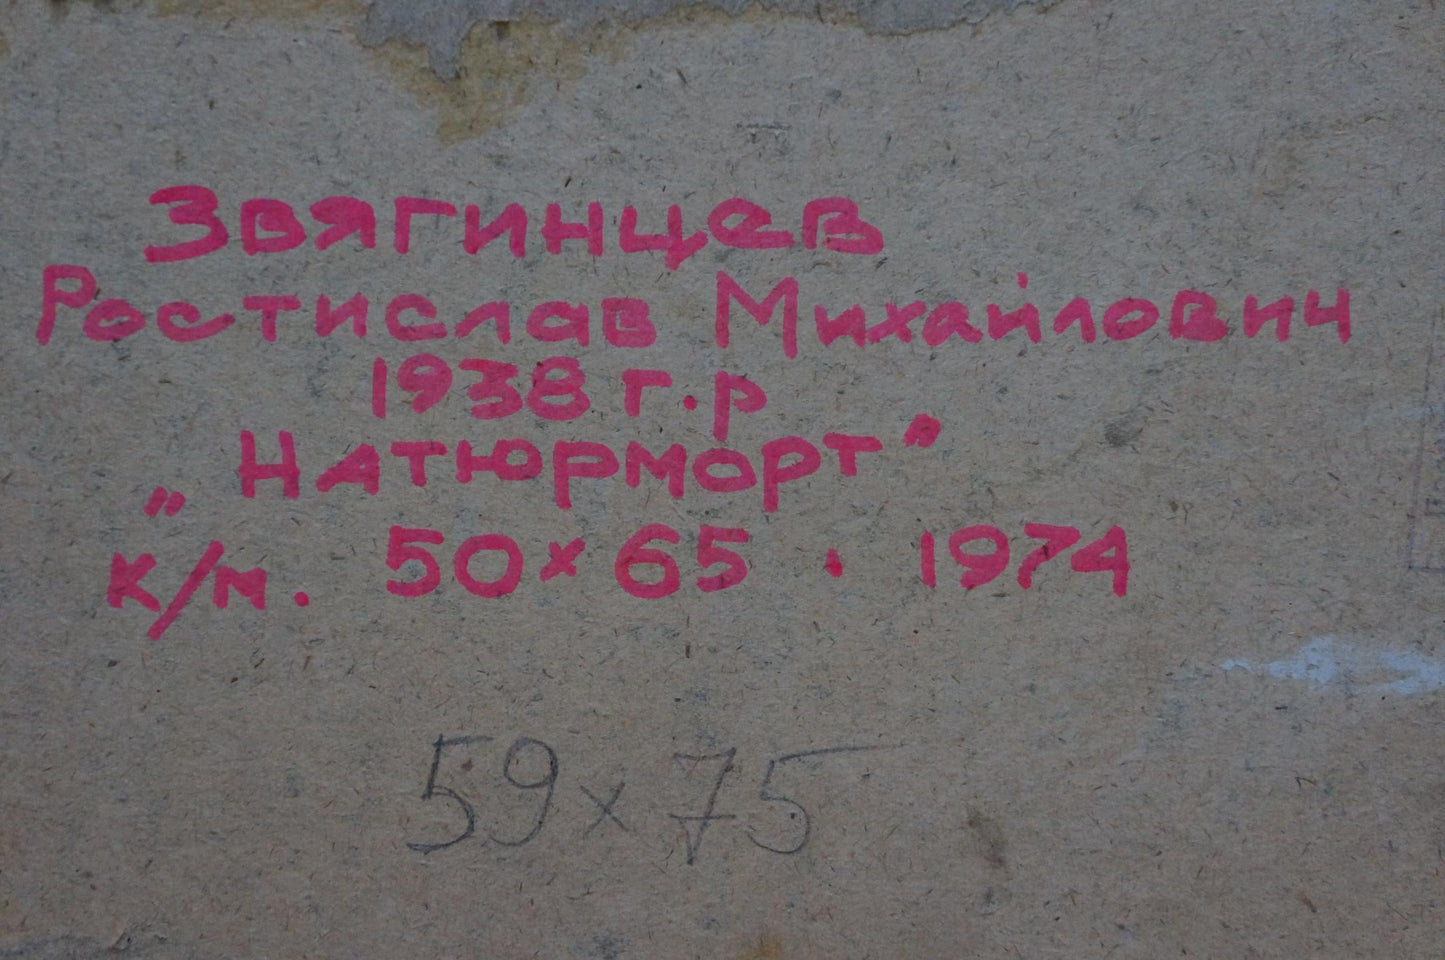 Звягинцев
Ростислав Михайлович
1938 г.р
„Натюрморт"
к/м. 50×65 . 1974
59×75